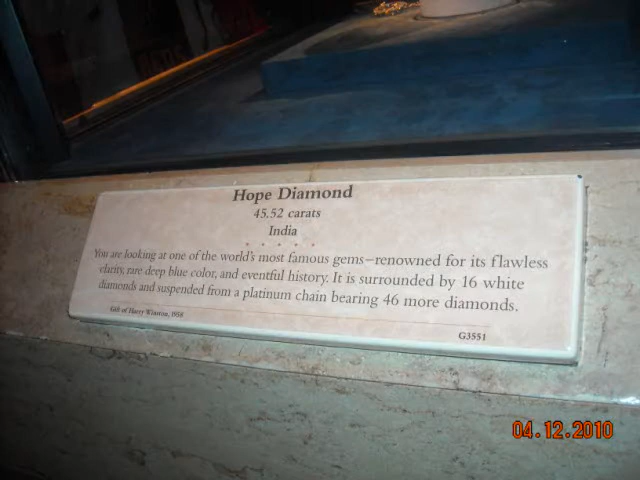 Hope Diamond
45.52 carats
India
You are looking at one of the world's most famous gems—renowned for its flawless
clarity, rare deep blue color, and eventful history. It is surrounded by 16 white
diamonds and suspended from a platinum chain bearing 46 more diamonds.
Gift of Harry Winston, 1958
G3551
04.12.2010